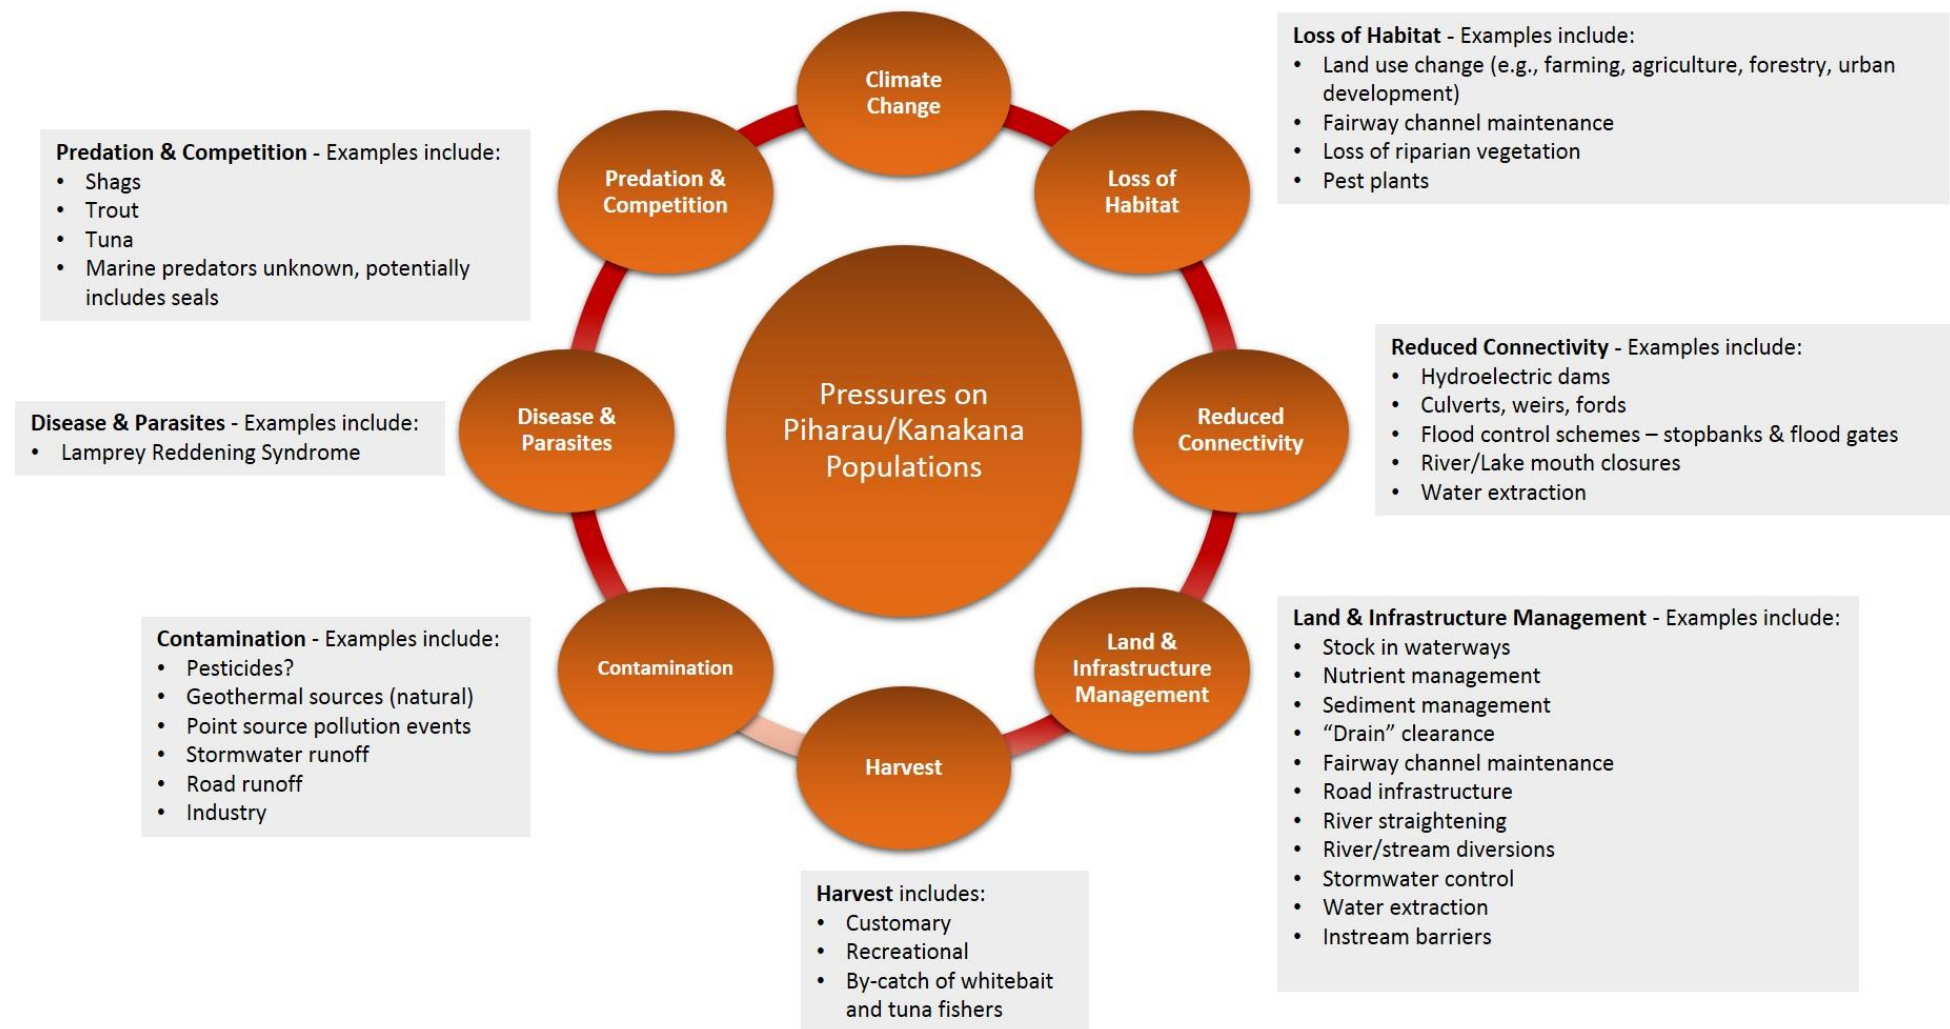 Climate
Change
Loss of
Habitat
Reduced
Connectivity
Land &
Infrastructure
Management
Harvest
Contamination
Disease &
Parasites
Predation &
Competition
Pressures on
Piharau/Kanakana
Populations
Loss of Habitat - Examples include:
• Land use change (e.g., farming, agriculture, forestry, urban
development)
• Fairway channel maintenance
• Loss of riparian vegetation
• Pest plants
Reduced Connectivity - Examples include:
• Hydroelectric dams
• Culverts, weirs, fords
• Flood control schemes – stopbanks & flood gates
• River/Lake mouth closures
• Water extraction
Land & Infrastructure Management - Examples include:
• Stock in waterways
• Nutrient management
• Sediment management
• “Drain” clearance
• Fairway channel maintenance
• Road infrastructure
• River straightening
• River/stream diversions
• Stormwater control
• Water extraction
• Instream barriers
Harvest includes:
• Customary
• Recreational
• By-catch of whitebait
and tuna fishers
Contamination - Examples include:
• Pesticides?
• Geothermal sources (natural)
• Point source pollution events
• Stormwater runoff
• Road runoff
• Industry
Disease & Parasites - Examples include:
• Lamprey Reddening Syndrome
Predation & Competition - Examples include:
• Shags
• Trout
• Tuna
• Marine predators unknown, potentially
includes seals